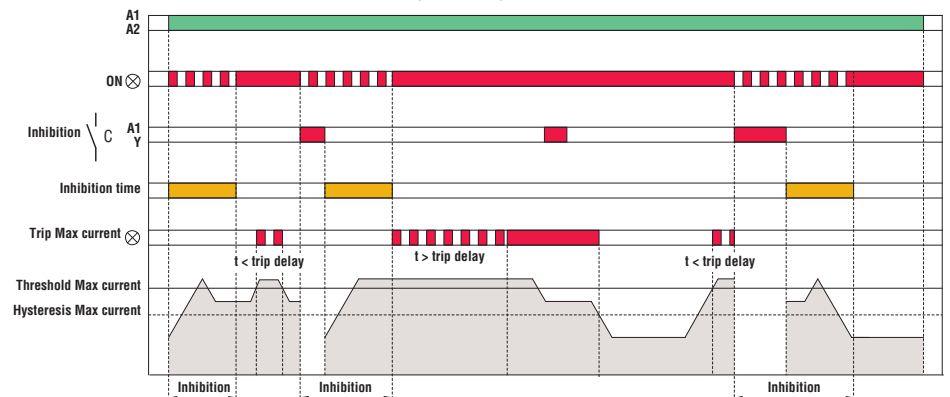 A1
A2
ON
Inhibition C A1
Y
Inhibition time
Trip Max current
t < trip delay t > trip delay t < trip delay
Threshold Max current
Hysteresis Max current
Inhibition Inhibition Inhibition